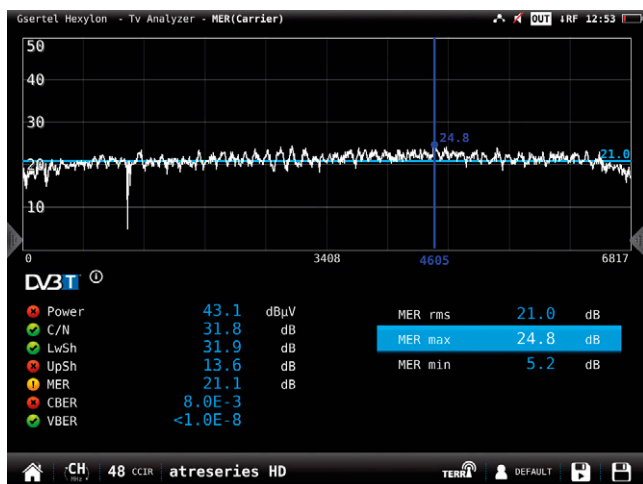 Gsertel Hexylon - Tv Analyzer - MER(Carrier) OUT ↓RF 12:53
50
40
30
24.8
20
21.0
10
0 3408 4605 6817
DVB T i
Power 43.1 dBµV
C/N 31.8 dB
LwSh 31.9 dB
UpSh 13.6 dB
MER 21.1 dB
CBER 8.0E-3
VBER <1.0E-8
MER rms 21.0 dB
MER max 24.8 dB
MER min 5.2 dB
CH MHz 48 CCIR atreseries HD TERR DEFAULT